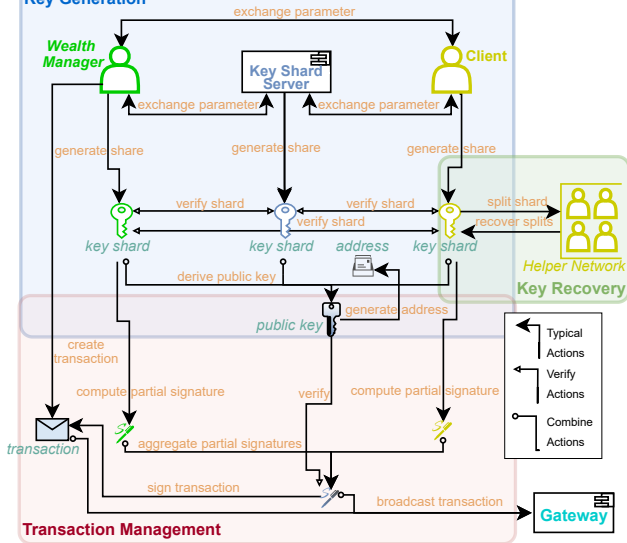 Key Generation
exchange parameter
Wealth
Manager
Key Shard
Server
Client
exchange parameter
exchange parameter
generate share
generate share
generate share
verify shard
verify shard
split shard
verify shard
recover splits
key shard
key shard
address
key shard
Helper Network
derive public key
Key Recovery
generate address
public key
create
transaction
Typical
Actions
Verify
Actions
Combine
Actions
compute partial signature
verify
compute partial signature
transaction
aggregate partial signatures
sign transaction
broadcast transaction
Gateway
Transaction Management